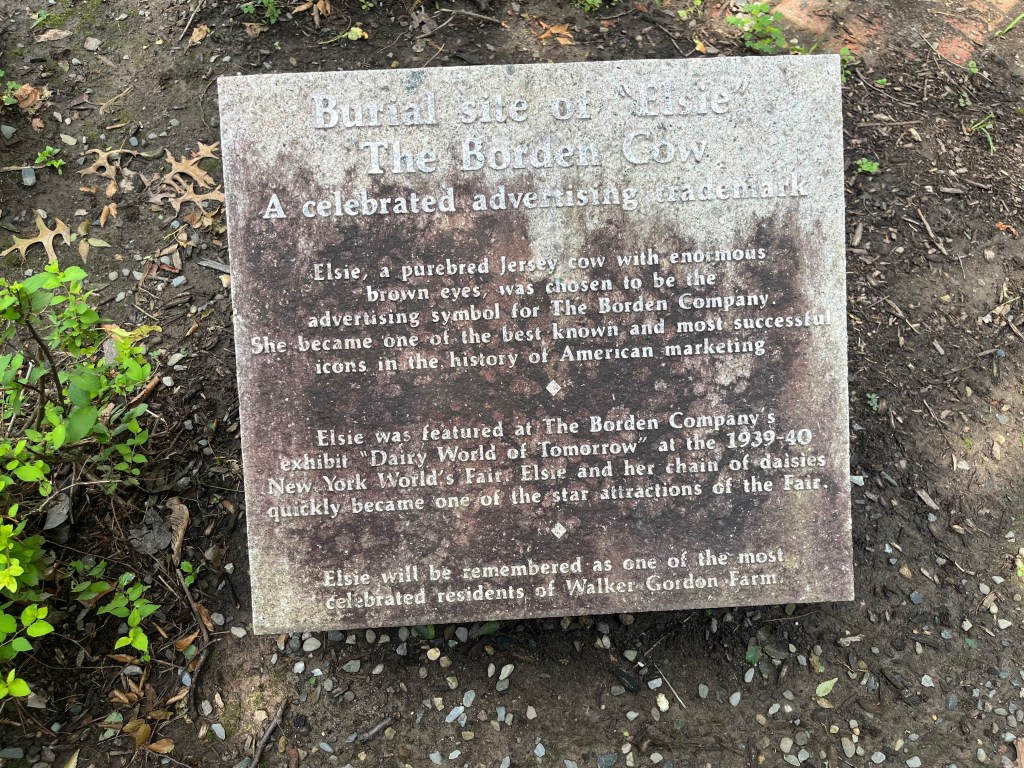 Burial site of "Elsie"
The Borden Cow
A celebrated advertising trademark
Elsie, a purebred Jersey cow with enormous
brown eyes, was chosen to be the
advertising symbol for The Borden Company.
She became one of the best known and most successful
icons in the history of American marketing
Elsie was featured at The Borden Company's
exhibit "Dairy World of Tomorrow" at the 1939-40
New York World's Fair. Elsie and her chain of daisies
quickly became one of the star attractions of the Fair.
Elsie will be remembered as one of the most
celebrated residents of Walker-Gordon Farm.